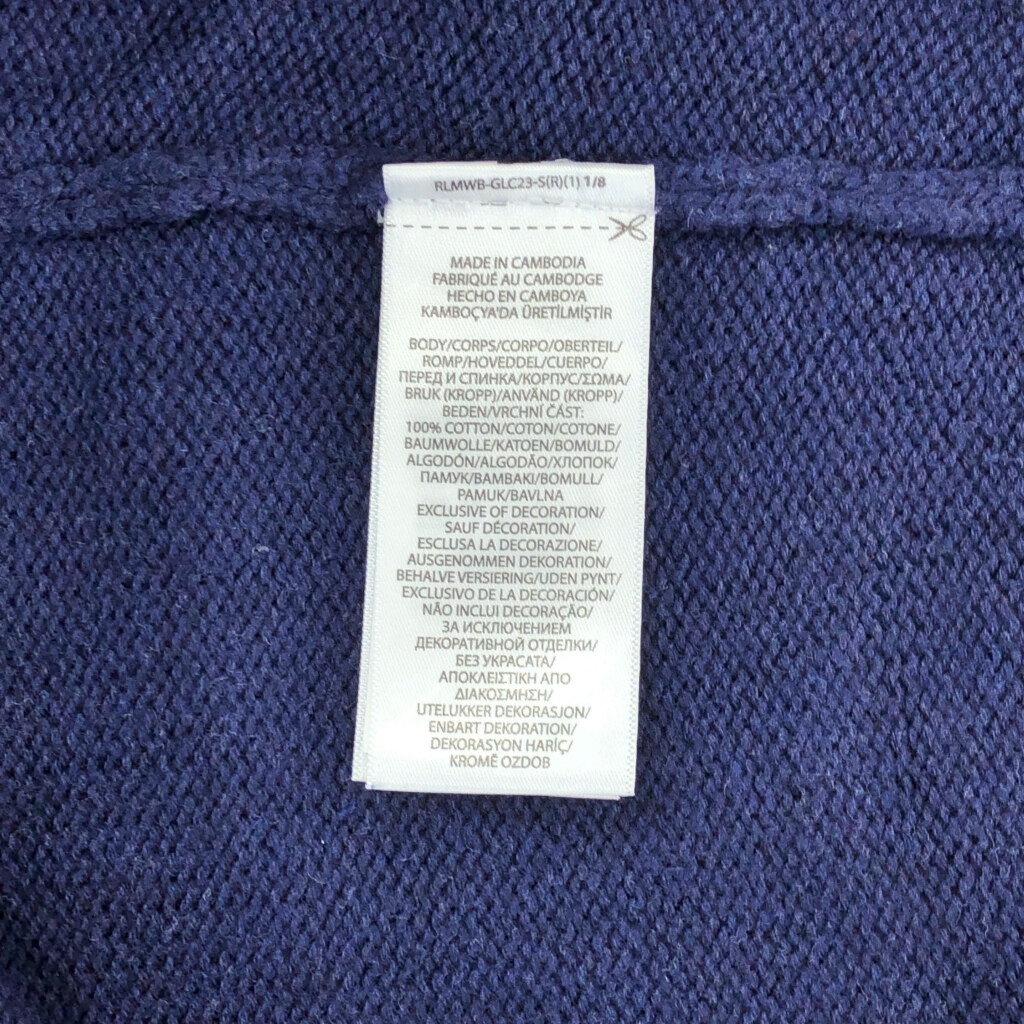 RLMWB-GLC23-S(R)(1) 1/8
MADE IN CAMBODIA
FABRIQUÉ AU CAMBODGE
HECHO EN CAMBOYA
KAMBOÇYA'DA ÜRETİLMİŞTİR
BODY/CORPS/CORPO/OBERTEIL/
ROMP/HOVEDDEL/CUERPO/
ПЕРЕД И СПИНКА/КОРПУС/ΣΩΜΑ/
BRUK (KROPP)/ANVÄND (KROPP)/
BEDEN/VRCHNÍ ČÁST:
100% COTTON/COTON/COTONE/
BAUMWOLLE/KATOEN/BOMULD/
ALGODÓN/ALGODÃO/ХЛОПОК/
ПАМУК/ΒΑΜΒΑΚΙ/BOMULL/
PAMUK/BAVLNA
EXCLUSIVE OF DECORATION/
SAUF DÉCORATION/
ESCLUSA LA DECORAZIONE/
AUSGENOMMEN DEKORATION/
BEHALVE VERSIERING/UDEN PYNT/
EXCLUSIVO DE LA DECORACIÓN/
NÃO INCLUI DECORAÇÃO/
ЗА ИСКЛЮЧЕНИЕМ
ДЕКОРАТИВНОЙ ОТДЕЛКИ/
БЕЗ УКРАСАТА/
ΑΠΟΚΛΕΙΣΤΙΚΗ ΑΠΟ
ΔΙΑΚΟΣΜΗΣΗ/
UTELUKKER DEKORASJON/
ENBART DEKORATION/
DEKORASYON HARİÇ/
KROMĚ OZDOB